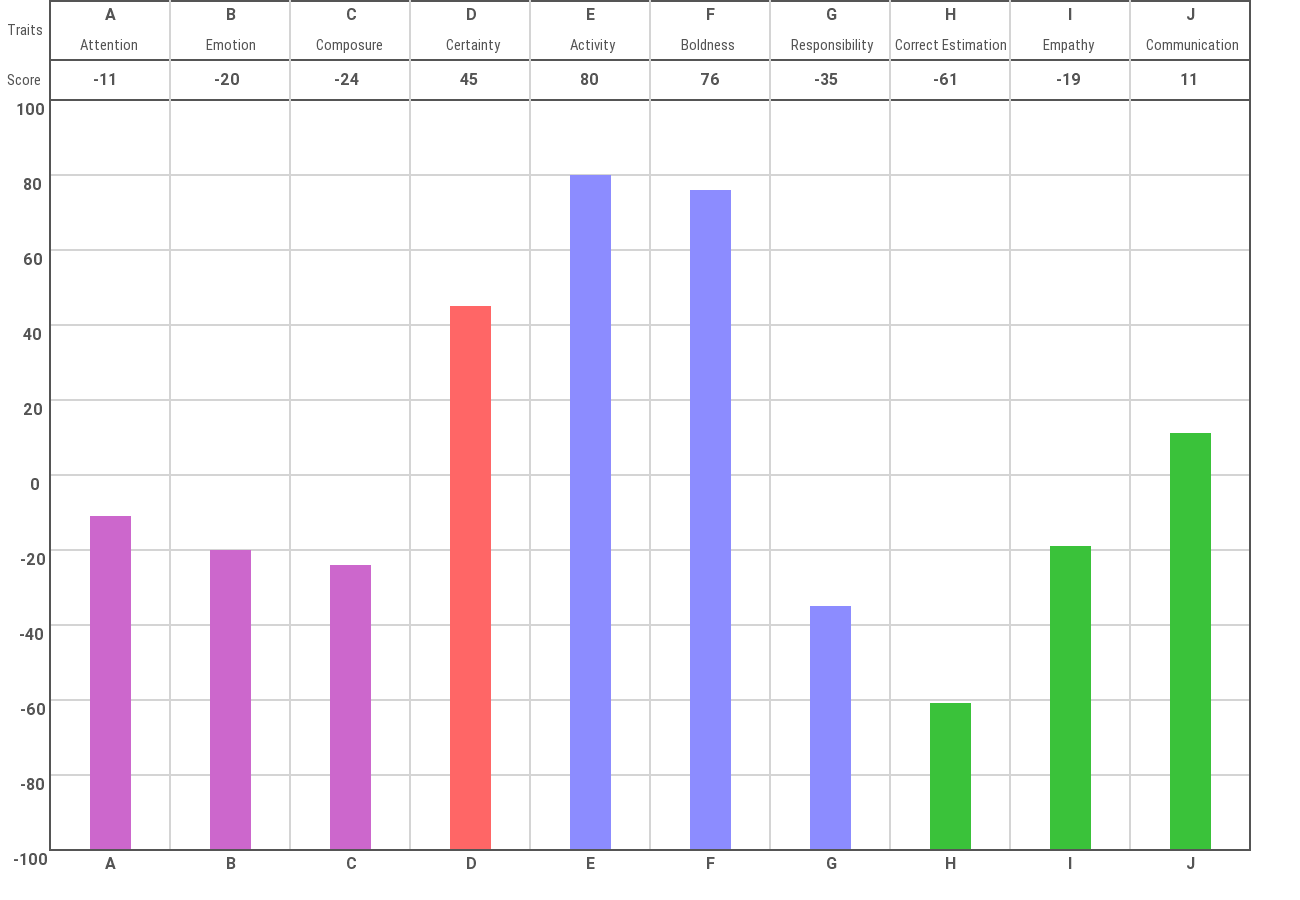 A B C D E F G H I J
Traits
Attention Emotion Composure Certainty Activity Boldness Responsibility Correct Estimation Empathy Communication
Score -11 -20 -24 45 80 76 -35 -61 -19 11
100
80
60
40
20
0
-20
-40
-60
-80
-100
A B C D E F G H I J